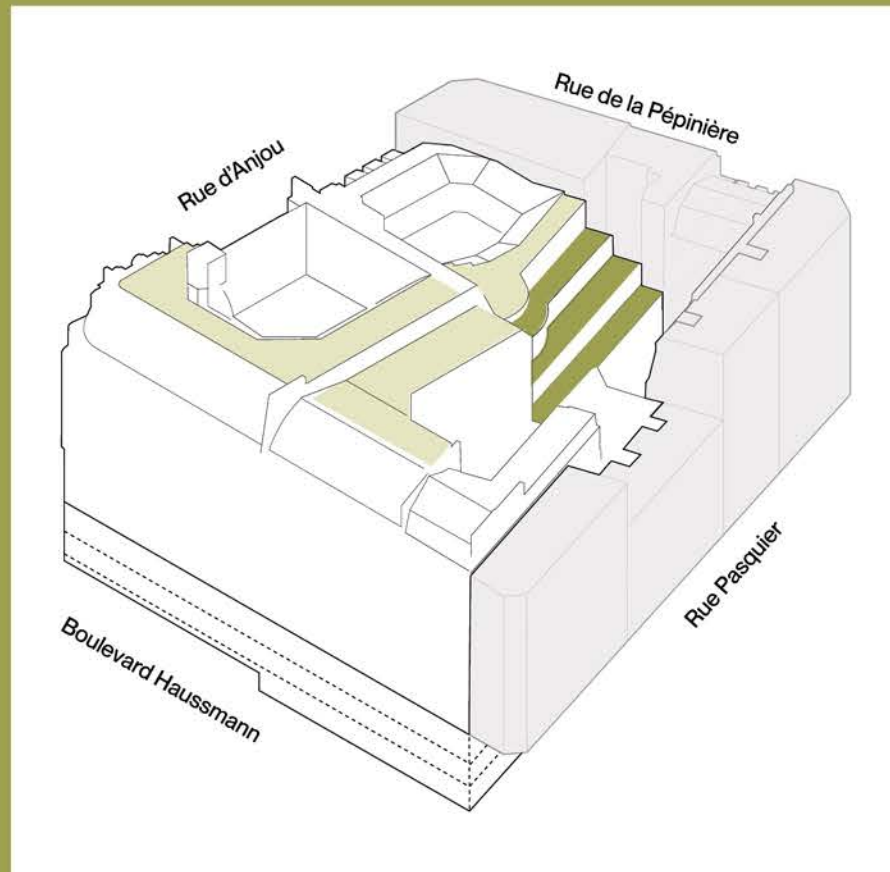 Rue de la Pépinière
Rue d'Anjou
Rue Pasquier
Boulevard Haussmann